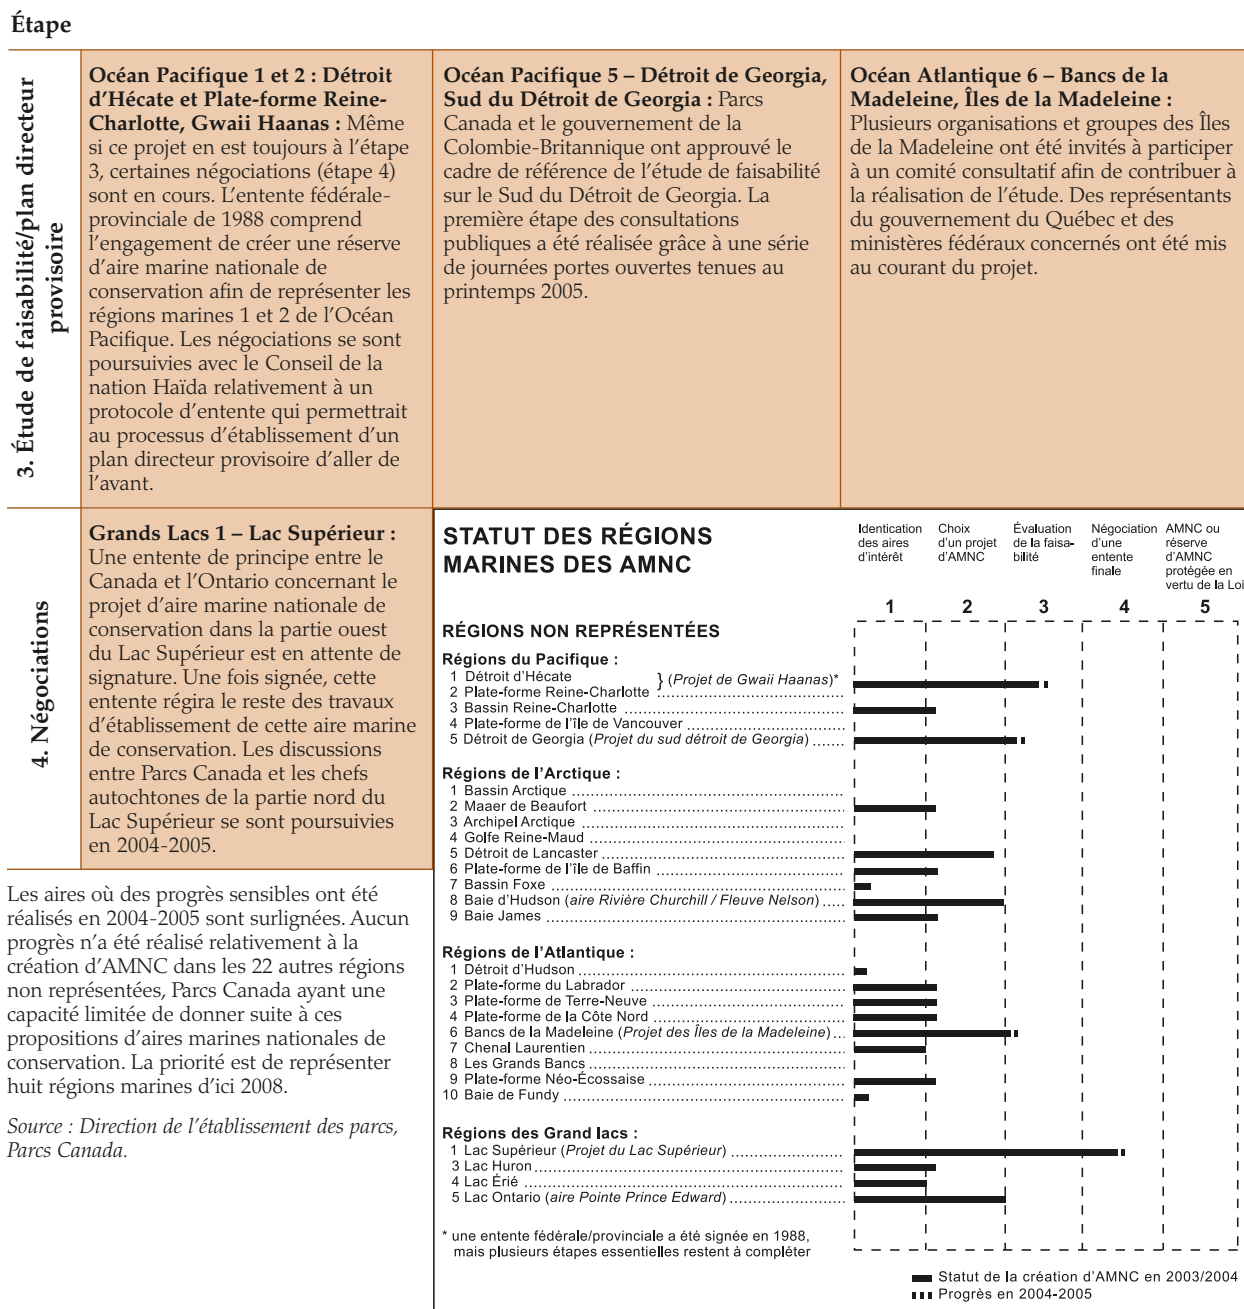 Étape
3. Étude de faisabilité/plan directeur
provisoire
Océan Pacifique 1 et 2 : Détroit
d'Hécate et Plate-forme Reine-
Charlotte, Gwaii Haanas : Même
si ce projet en est toujours à l'étape
3, certaines négociations (étape 4)
sont en cours. L'entente fédérale-
provinciale de 1988 comprend
l'engagement de créer une réserve
d'aire marine nationale de
conservation afin de représenter les
régions marines 1 et 2 de l'Océan
Pacifique. Les négociations se sont
poursuivies avec le Conseil de la
nation Haïda relativement à un
protocole d'entente qui permettrait
au processus d'établissement d'un
plan directeur provisoire d'aller de
l'avant.
Océan Pacifique 5 – Détroit de Georgia,
Sud du Détroit de Georgia : Parcs
Canada et le gouvernement de la
Colombie-Britannique ont approuvé le
cadre de référence de l'étude de faisabilité
sur le Sud du Détroit de Georgia. La
première étape des consultations
publiques a été réalisée grâce à une série
de journées portes ouvertes tenues au
printemps 2005.
Océan Atlantique 6 – Bancs de la
Madeleine, Îles de la Madeleine :
Plusieurs organisations et groupes des Îles
de la Madeleine ont été invités à participer
à un comité consultatif afin de contribuer à
la réalisation de l'étude. Des représentants
du gouvernement du Québec et des
ministères fédéraux concernés ont été mis
au courant du projet.
4. Négociations
Grands Lacs 1 – Lac Supérieur :
Une entente de principe entre le
Canada et l'Ontario concernant le
projet d'aire marine nationale de
conservation dans la partie ouest
du Lac Supérieur est en attente de
signature. Une fois signée, cette
entente régira le reste des travaux
d'établissement de cette aire marine
de conservation. Les discussions
entre Parcs Canada et les chefs
autochtones de la partie nord du
Lac Supérieur se sont poursuivies
en 2004-2005.
Les aires où des progrès sensibles ont été
réalisés en 2004-2005 sont surlignées. Aucun
progrès n'a été réalisé relativement à la
création d'AMNC dans les 22 autres régions
non représentées, Parcs Canada ayant une
capacité limitée de donner suite à ces
propositions d'aires marines nationales de
conservation. La priorité est de représenter
huit régions marines d'ici 2008.
Source : Direction de l'établissement des parcs,
Parcs Canada.
STATUT DES RÉGIONS
MARINES DES AMNC
Identication
des aires
d'intérêt
Choix
d'un projet
d'AMNC
Évaluation
de la faisa-
bilité
Négociation
d'une
entente
finale
AMNC ou
réserve
d'AMNC
protégée en
vertu de la Loi
1 2 3 4 5
RÉGIONS NON REPRÉSENTÉES
Régions du Pacifique :
1 Détroit d'Hécate
} (Projet de Gwaii Haanas)*
2 Plate-forme Reine-Charlotte
3 Bassin Reine-Charlotte
4 Plate-forme de l'île de Vancouver
5 Détroit de Georgia (Projet du sud détroit de Georgia)
Régions de l'Arctique :
1 Bassin Arctique
2 Maaer de Beaufort
3 Archipel Arctique
4 Golfe Reine-Maud
5 Détroit de Lancaster
6 Plate-forme de l'île de Baffin
7 Bassin Foxe
8 Baie d'Hudson (aire Rivière Churchill / Fleuve Nelson)
9 Baie James
Régions de l'Atlantique :
1 Détroit d'Hudson
2 Plate-forme du Labrador
3 Plate-forme de Terre-Neuve
4 Plate-forme de la Côte Nord
6 Bancs de la Madeleine (Projet des Îles de la Madeleine)
7 Chenal Laurentien
8 Les Grands Bancs
9 Plate-forme Néo-Écossaise
10 Baie de Fundy
Régions des Grand lacs :
1 Lac Supérieur (Projet du Lac Supérieur)
3 Lac Huron
4 Lac Érié
5 Lac Ontario (aire Pointe Prince Edward)
* une entente fédérale/provinciale a été signée en 1988,
mais plusieurs étapes essentielles restent à compléter
Statut de la création d'AMNC en 2003/2004
Progrès en 2004-2005